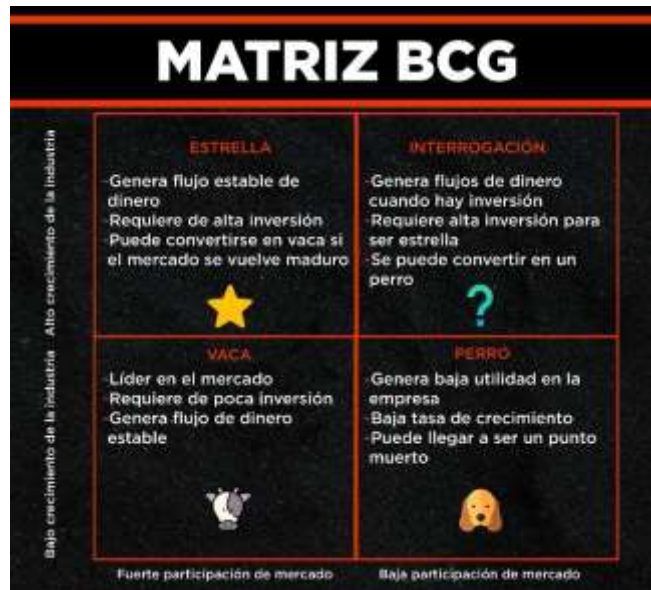 MATRIZ BCG
Alto crecimiento de la industria
ESTRELLA
-Genera flujo estable de
dinero
-Requiere de alta inversión
-Puede convertirse en vaca si
el mercado se vuelve maduro
INTERROGACIÓN
-Genera flujos de dinero
cuando hay inversión
-Requiere alta inversión para
ser estrella
-Se puede convertir en un
perro
?
Bajo crecimiento de la industria
VACA
-Líder en el mercado
-Requiere de poca inversión
-Genera flujo de dinero
estable
PERRO
-Genera baja utilidad en la
empresa
-Baja tasa de crecimiento
-Puede llegar a ser un punto
muerto
Fuerte participación de mercado
Baja participación de mercado